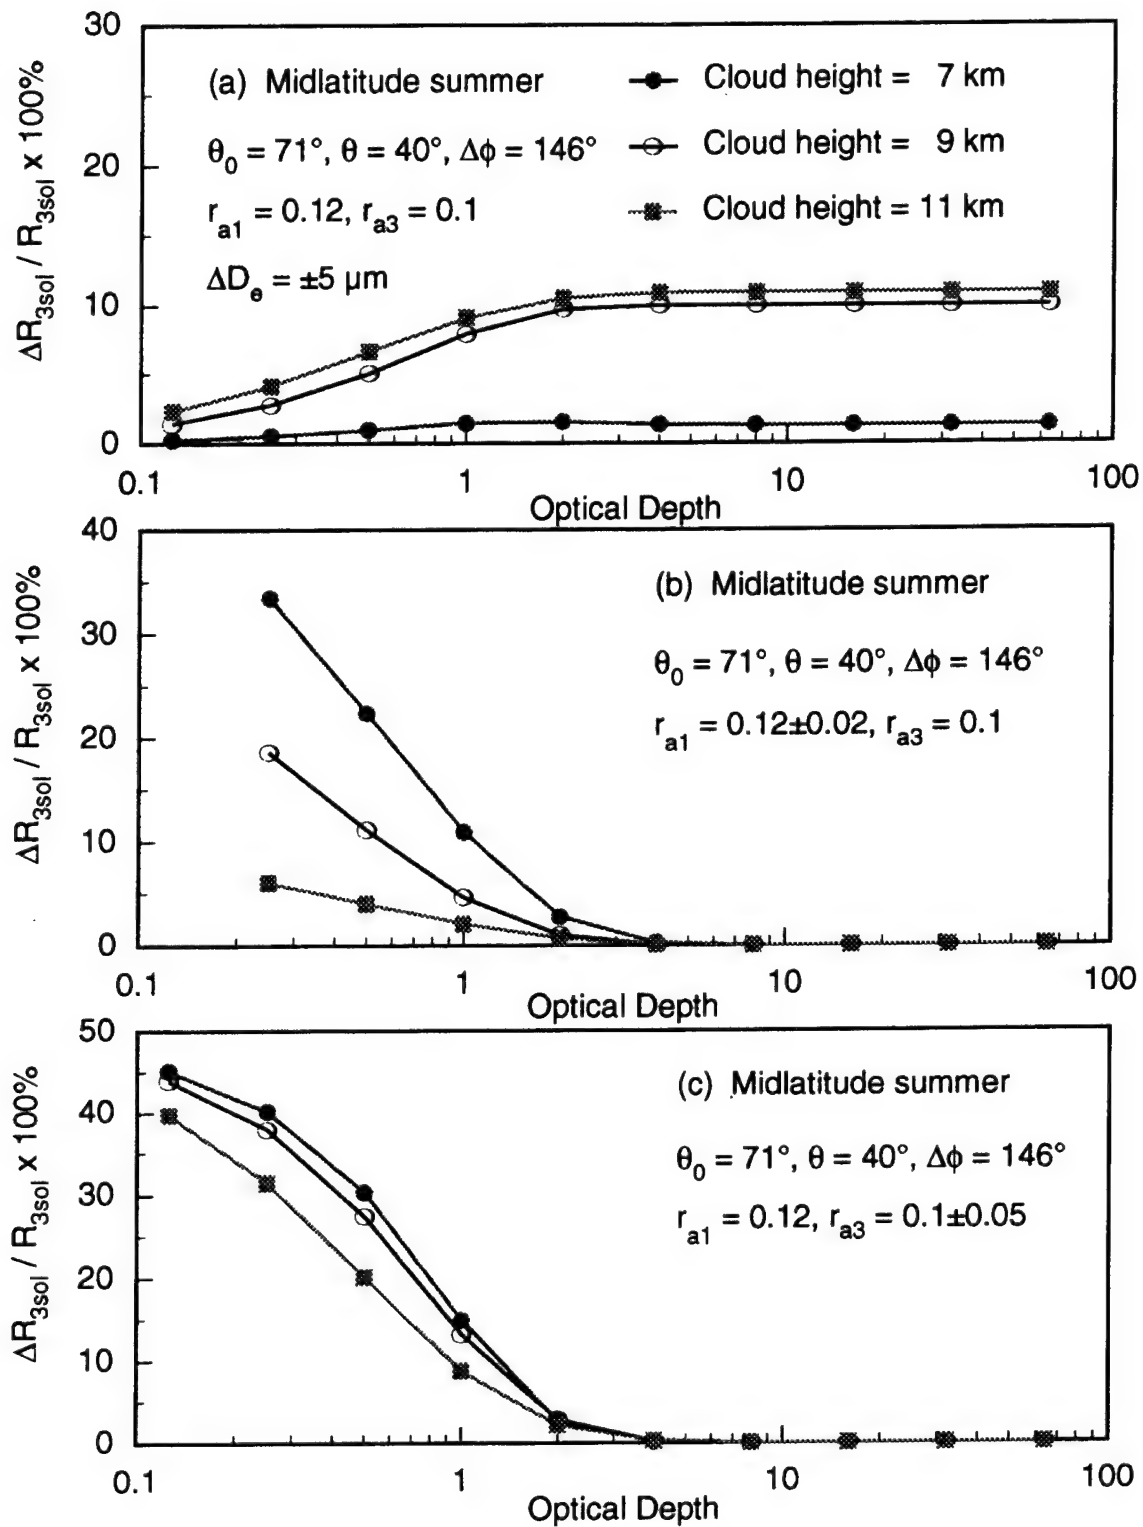 30
(a) Midlatitude summer
Cloud height = 7 km
θ0 = 71°, θ = 40°, Δϕ = 146°
Cloud height = 9 km
20
ra1 = 0.12, ra3 = 0.1
Cloud height = 11 km
ΔDe = ±5 μm
10
0
ΔR3sol / R3sol x 100%
0.1 1 10 100
Optical Depth
40
(b) Midlatitude summer
30
θ0 = 71°, θ = 40°, Δϕ = 146°
ra1 = 0.12±0.02, ra3 = 0.1
20
10
0
ΔR3sol / R3sol x 100%
0.1 1 10 100
Optical Depth
50
(c) Midlatitude summer
40
θ0 = 71°, θ = 40°, Δϕ = 146°
30
ra1 = 0.12, ra3 = 0.1±0.05
20
10
0
ΔR3sol / R3sol x 100%
0.1 1 10 100
Optical Depth